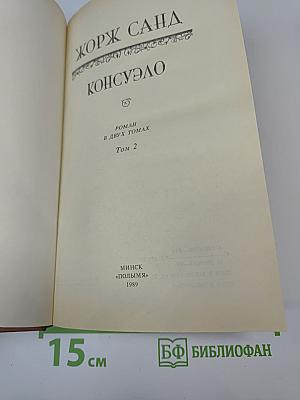 ЖОРЖ САНД
КОНСУЭЛО
РОМАН
В ДВУХ ТОМАХ
Том 2
МИНСК
«ПОЛЫМЯ»
1989
15 см
БФ БИБЛИОФАН